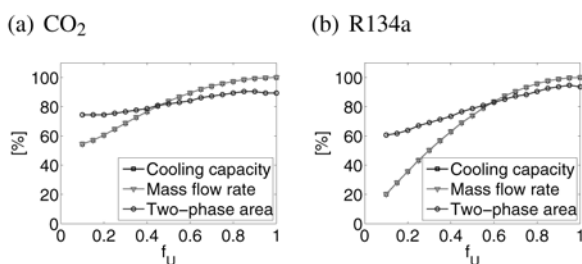 (a) CO₂
(b) R134a
100
80
60
40
20
0
[%]
0
0.2
0.4
0.6
0.8
1
f_U
Cooling capacity
Mass flow rate
Two-phase area
100
80
60
40
20
0
[%]
0
0.2
0.4
0.6
0.8
1
f_U
Cooling capacity
Mass flow rate
Two-phase area